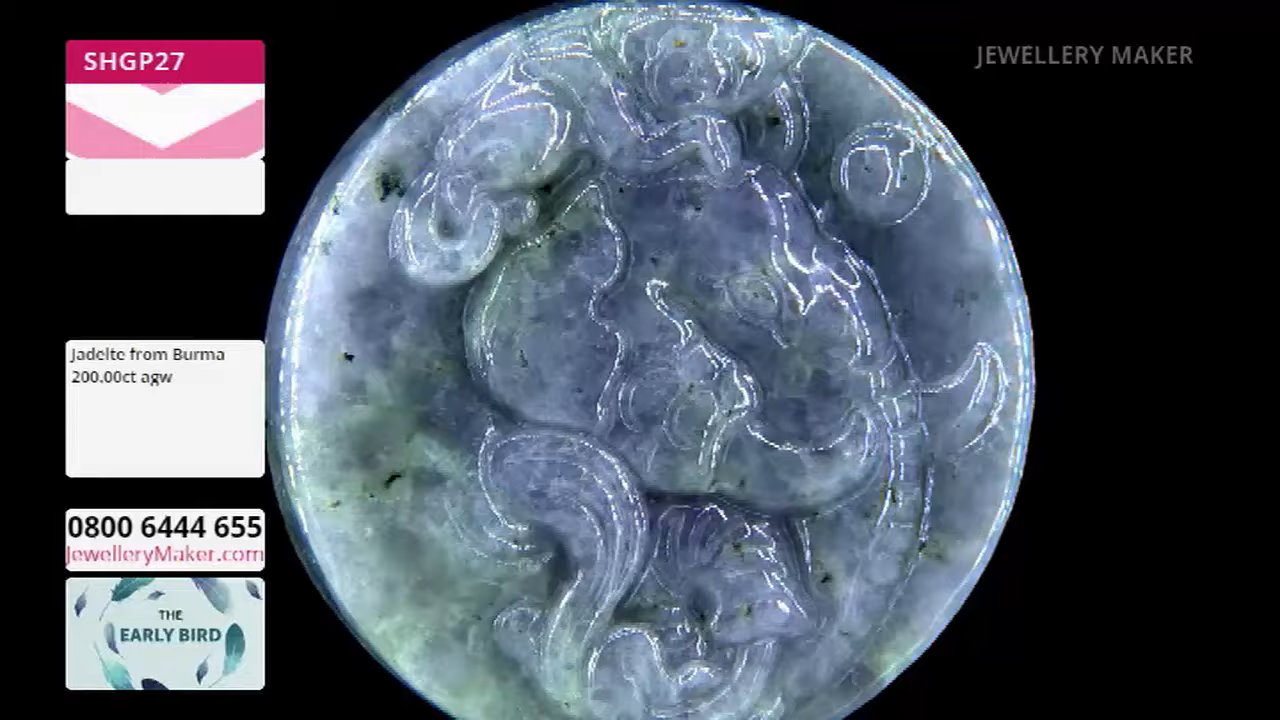 SHGP27
JEWELLERY MAKER
Jadeite from Burma
200.00ct agw
0800 6444 655
JewelleryMaker.com
THE
EARLY BIRD